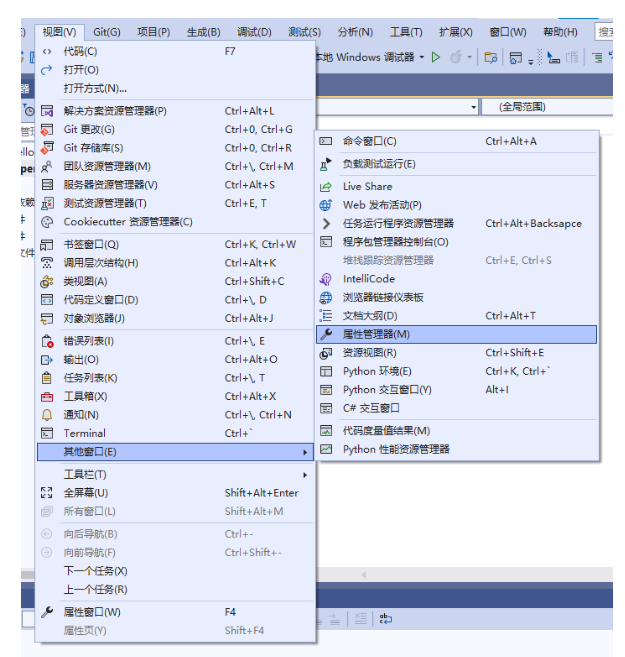 视图(V) Git(G) 项目(P) 生成(B) 调试(D) 测试(S) 分析(N) 工具(T) 扩展(X) 窗口(W) 帮助(H)
本地 Windows 调试器
代码(C) F7
打开(O)
打开方式(N)...
(全局范围)
解决方案资源管理器(P) Ctrl+Alt+L
Git 更改(G) Ctrl+0, Ctrl+G
Git 存储库(S) Ctrl+0, Ctrl+R
团队资源管理器(M) Ctrl+\, Ctrl+M
服务器资源管理器(V) Ctrl+Alt+S
测试资源管理器(T) Ctrl+E, T
Cookiecutter 资源管理器(C)
书签窗口(Q) Ctrl+K, Ctrl+W
调用层次结构(H) Ctrl+Alt+K
类视图(A) Ctrl+Shift+C
代码定义窗口(D) Ctrl+\, D
对象浏览器(J) Ctrl+Alt+J
错误列表(I) Ctrl+\, E
输出(O) Ctrl+Alt+O
任务列表(K) Ctrl+\, T
工具箱(X) Ctrl+Alt+X
通知(N) Ctrl+\, Ctrl+N
Terminal Ctrl+`
其他窗口(E)
工具栏(T)
全屏幕(U) Shift+Alt+Enter
所有窗口(L) Shift+Alt+M
向后导航(B) Ctrl+-
向前导航(F) Ctrl+Shift+-
下一个任务(X)
上一个任务(R)
属性窗口(W) F4
属性页(Y) Shift+F4
命令窗口(C) Ctrl+Alt+A
负载测试运行(E)
Live Share
Web 发布活动(P)
任务运行程序资源管理器 Ctrl+Alt+Backsapce
程序包管理器控制台(O)
堆栈跟踪资源管理器 Ctrl+E, Ctrl+S
IntelliCode
浏览器链接仪表板
文档大纲(D) Ctrl+Alt+T
属性管理器(M)
资源视图(R) Ctrl+Shift+E
Python 环境(E) Ctrl+K, Ctrl+`
Python 交互窗口(Y) Alt+I
C# 交互窗口
代码度量值结果(M)
Python 性能资源管理器